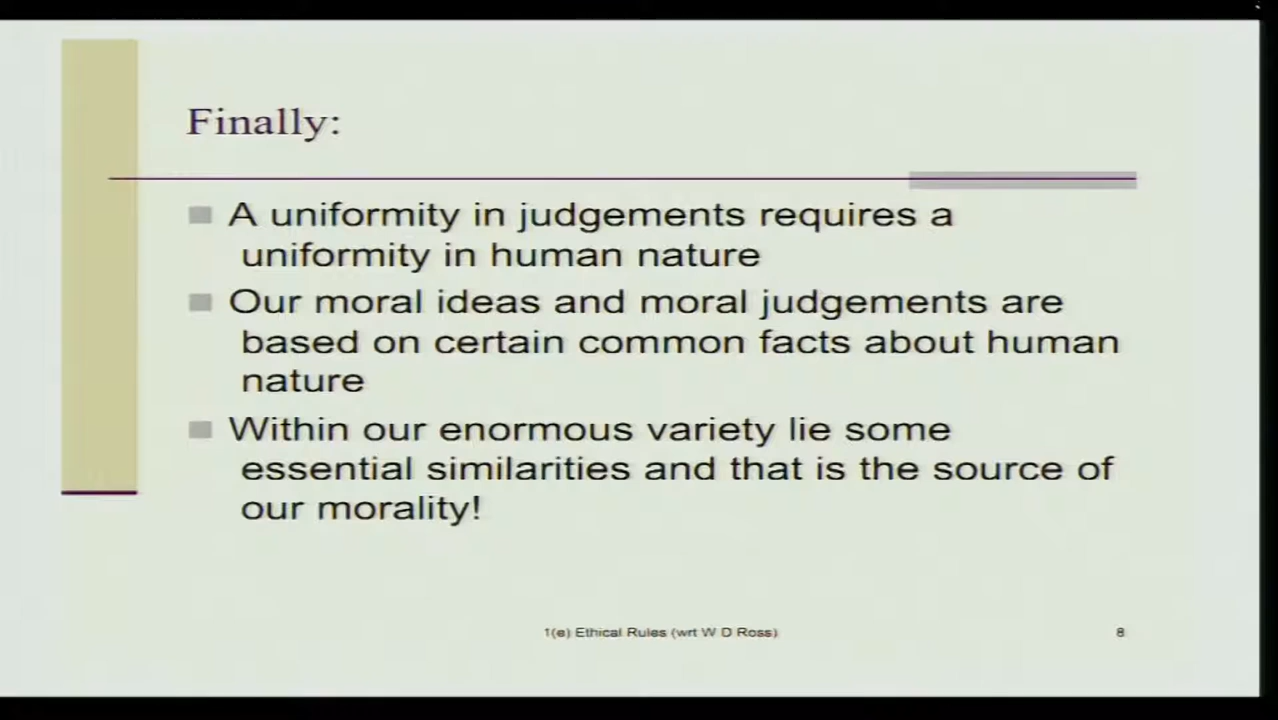 Finally:
A uniformity in judgements requires a
uniformity in human nature
Our moral ideas and moral judgements are
based on certain common facts about human
nature
Within our enormous variety lie some
essential similarities and that is the source of
our morality!
1(e) Ethical Rules (wrt W D Ross)
8